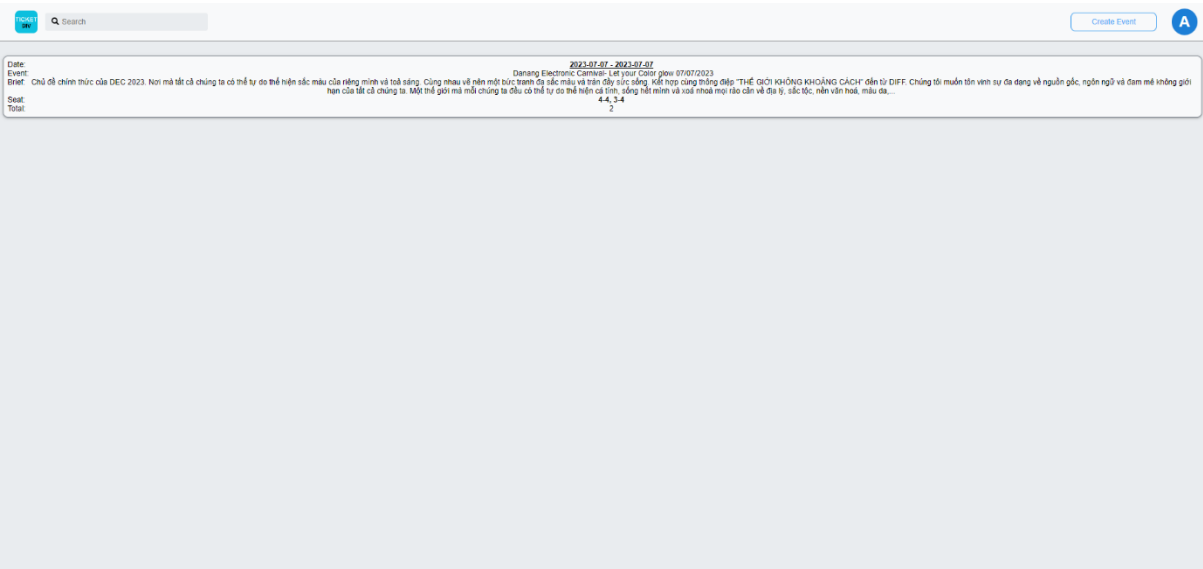 TICKET
DIV
Search
Create Event
A
Date: 2023-07-07 - 2023-07-07
Event: Danang Electronic Carnival- Let your Color glow 07/07/2023
Brief: Chủ đề chính thức của DEC 2023. Nơi mà tất cả chúng ta có thể tự do thể hiện sắc màu của riêng mình và toả sáng. Cùng nhau vẽ nên một bức tranh đa sắc màu và tràn đầy sức sống. Kết hợp cùng thông điệp "THẾ GIỚI KHÔNG KHOẢNG CÁCH" đến từ DIFF. Chúng tôi muốn tôn vinh sự đa dạng về nguồn gốc, ngôn ngữ và đam mê không giới
hạn của tất cả chúng ta. Một thế giới mà mỗi chúng ta đều có thể tự do thể hiện cá tính, sống hết mình và xoá nhoá mọi rào cản về địa lý, sắc tộc, nền văn hoá, màu da,...
Seat: 4-4, 3-4
Total: 2